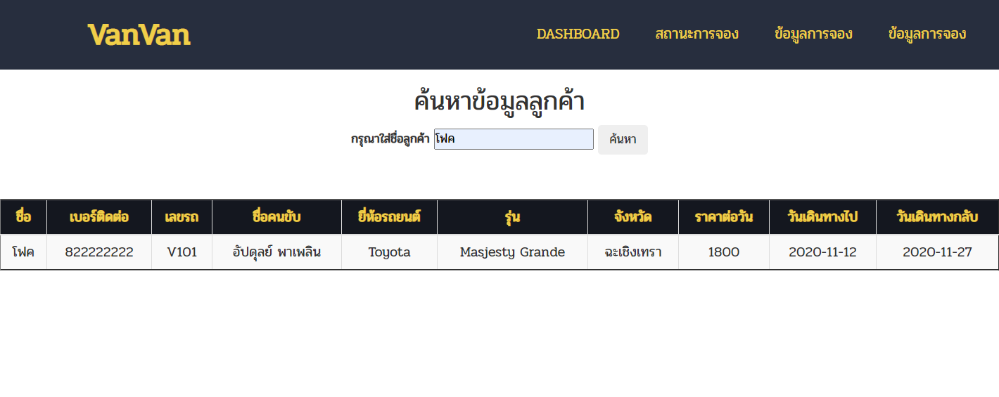 VanVan DASHBOARD สถานะการจอง ข้อมูลการจอง ข้อมูลการจอง
ค้นหาข้อมูลลูกค้า
กรุณาใส่ชื่อลูกค้า โฟค ค้นหา
ชื่อ เบอร์ติดต่อ เลขรถ ชื่อคนขับ ยี่ห้อรถยนต์ รุ่น จังหวัด ราคาต่อวัน วันเดินทางไป วันเดินทางกลับ
โฟค 822222222 V101 อัปดุลย์ พาเพลิน Toyota Masjesty Grande ฉะเชิงเทรา 1800 2020-11-12 2020-11-27